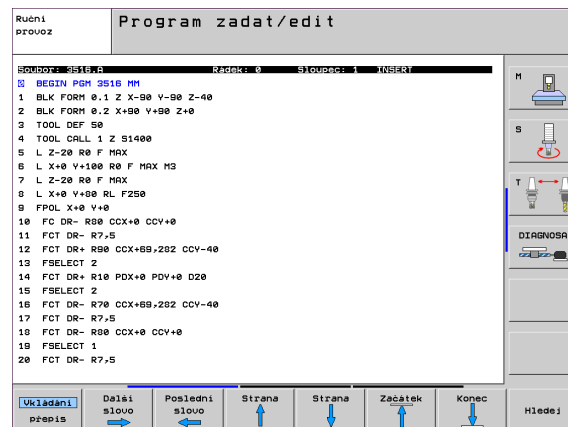 Ruční
provoz
Program zadat/edit
Soubor: 3516.A Rádek: 0 Sloupec: 1 INSERT
0 BEGIN PGM 3516 MM
1 BLK FORM 0.1 Z X-90 Y-90 Z-40
2 BLK FORM 0.2 X+90 Y+90 Z+0
3 TOOL DEF 50
4 TOOL CALL 1 Z S1400
5 L Z-20 R0 F MAX
6 L X+0 Y+100 R0 F MAX M3
7 L Z-20 R0 F MAX
8 L X+0 Y+80 RL F250
9 FPOL X+0 Y+0
10 FC DR- R80 CCX+0 CCY+0
11 FCT DR- R7,5
12 FCT DR+ R90 CCX+69,282 CCY-40
13 FSELECT 2
14 FCT DR+ R10 PDX+0 PDY+0 D20
15 FSELECT 2
16 FCT DR- R70 CCX+69,282 CCY-40
17 FCT DR- R7,5
18 FCT DR- R80 CCX+0 CCY+0
19 FSELECT 1
20 FCT DR- R7,5
M
S
T
DIAGNOSA
Vkládání
přepis
Další
slovo
Poslední
slovo
Strana
Strana
Začátek
Konec
Hledej